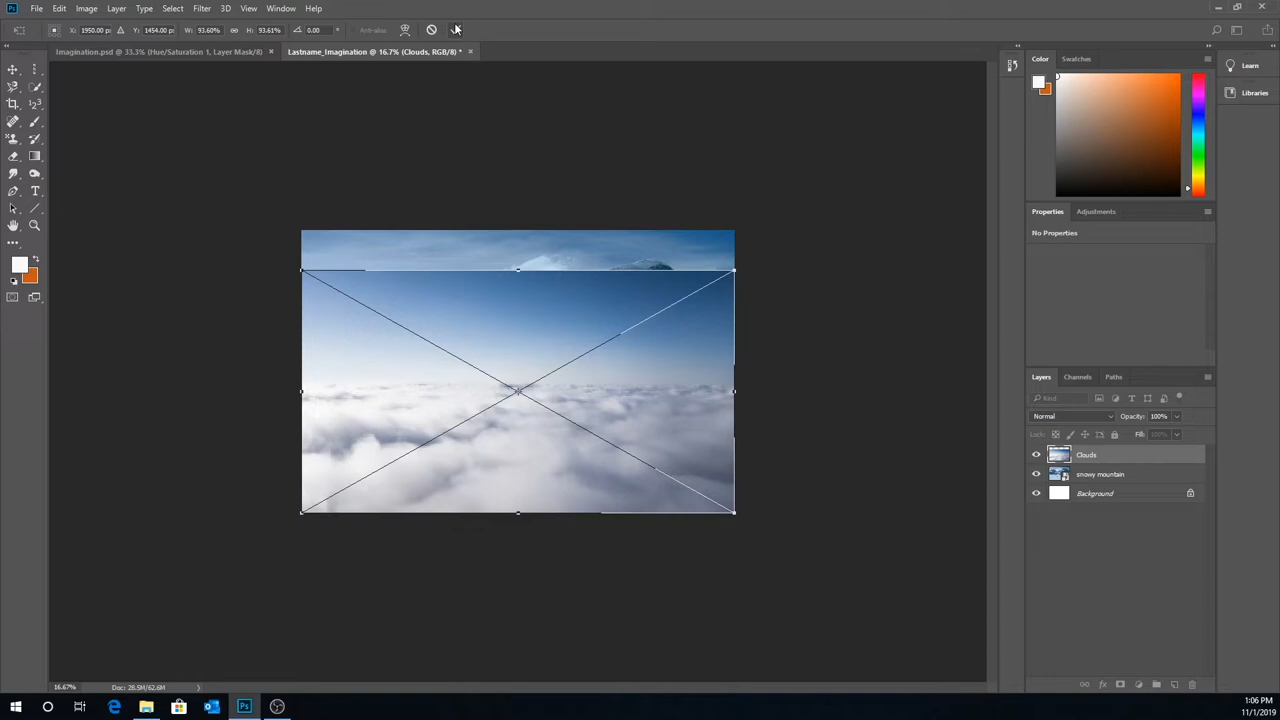 File Edit Image Layer Type Select Filter 3D View Window Help
X: 1950.00 p Y: 1454.00 p W: 93.60% H: 93.61% 0.00 ° Anti-alias
Imagination.psd @ 33.3% (Hue/Saturation 1, Layer Mask/8) × Lastname_Imagination @ 16.7% (Clouds, RGB/8) * ×
Color Swatches
Learn
Libraries
Properties Adjustments
No Properties
Layers Channels Paths
Kind
Normal Opacity: 100%
Lock: Fill: 100%
Clouds
snowy mountain
Background
16.67% Doc: 28.5M/62.6M
1:06 PM
11/1/2019